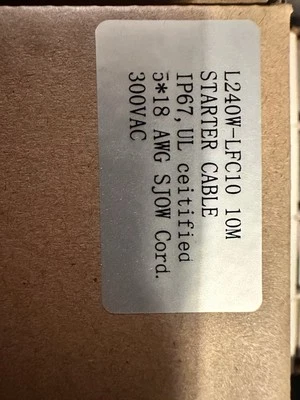 L240W-LFC10 10M
STARTER CABLE
IP67, UL ceitified
5*18 AWG SJOW Cord.
300VAC